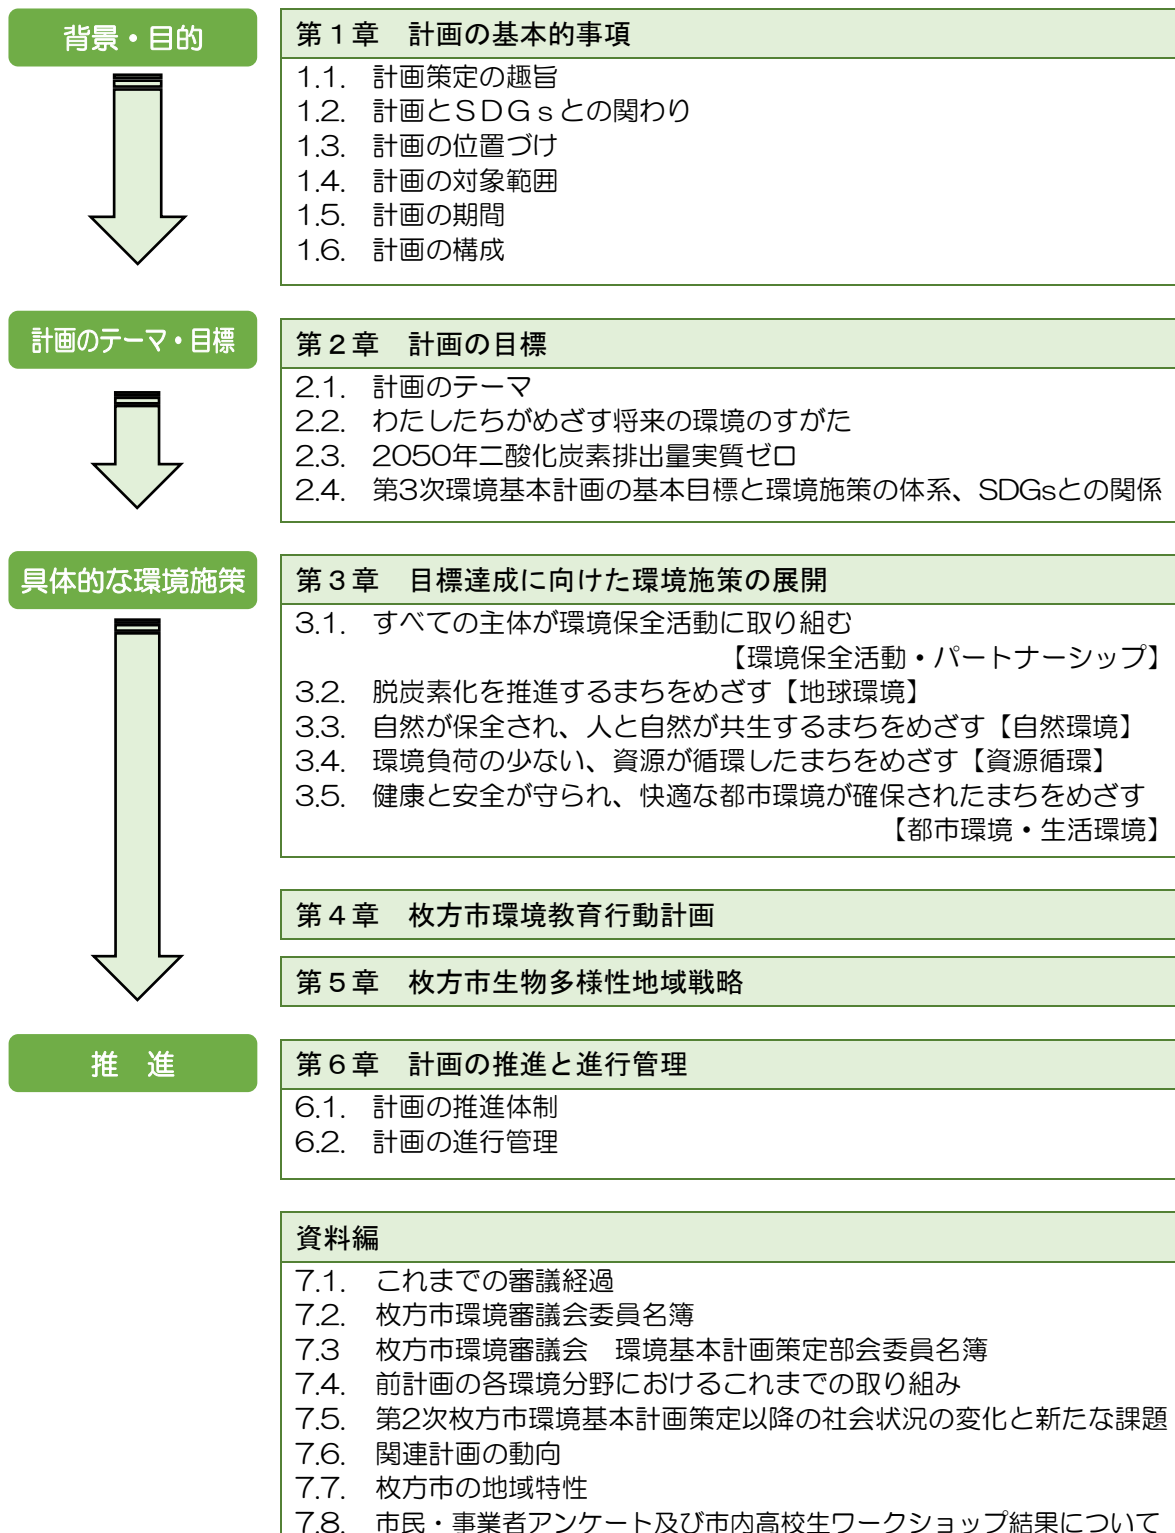 背景・目的
第１章　計画の基本的事項
1.1.　計画策定の趣旨
1.2.　計画とＳＤＧｓとの関わり
1.3.　計画の位置づけ
1.4.　計画の対象範囲
1.5.　計画の期間
1.6.　計画の構成
計画のテーマ・目標
第２章　計画の目標
2.1.　計画のテーマ
2.2.　わたしたちがめざす将来の環境のすがた
2.3.　2050年二酸化炭素排出量実質ゼロ
2.4.　第3次環境基本計画の基本目標と環境施策の体系、SDGsとの関係
具体的な環境施策
第３章　目標達成に向けた環境施策の展開
3.1.　すべての主体が環境保全活動に取り組む
【環境保全活動・パートナーシップ】
3.2.　脱炭素化を推進するまちをめざす【地球環境】
3.3.　自然が保全され、人と自然が共生するまちをめざす【自然環境】
3.4.　環境負荷の少ない、資源が循環したまちをめざす【資源循環】
3.5.　健康と安全が守られ、快適な都市環境が確保されたまちをめざす
【都市環境・生活環境】
第４章　枚方市環境教育行動計画
第５章　枚方市生物多様性地域戦略
推　進
第６章　計画の推進と進行管理
6.1.　計画の推進体制
6.2.　計画の進行管理
資料編
7.1.　これまでの審議経過
7.2.　枚方市環境審議会委員名簿
7.3　枚方市環境審議会　環境基本計画策定部会委員名簿
7.4.　前計画の各環境分野におけるこれまでの取り組み
7.5.　第2次枚方市環境基本計画策定以降の社会状況の変化と新たな課題
7.6.　関連計画の動向
7.7.　枚方市の地域特性
7.8.　市民・事業者アンケート及び市内高校生ワークショップ結果について